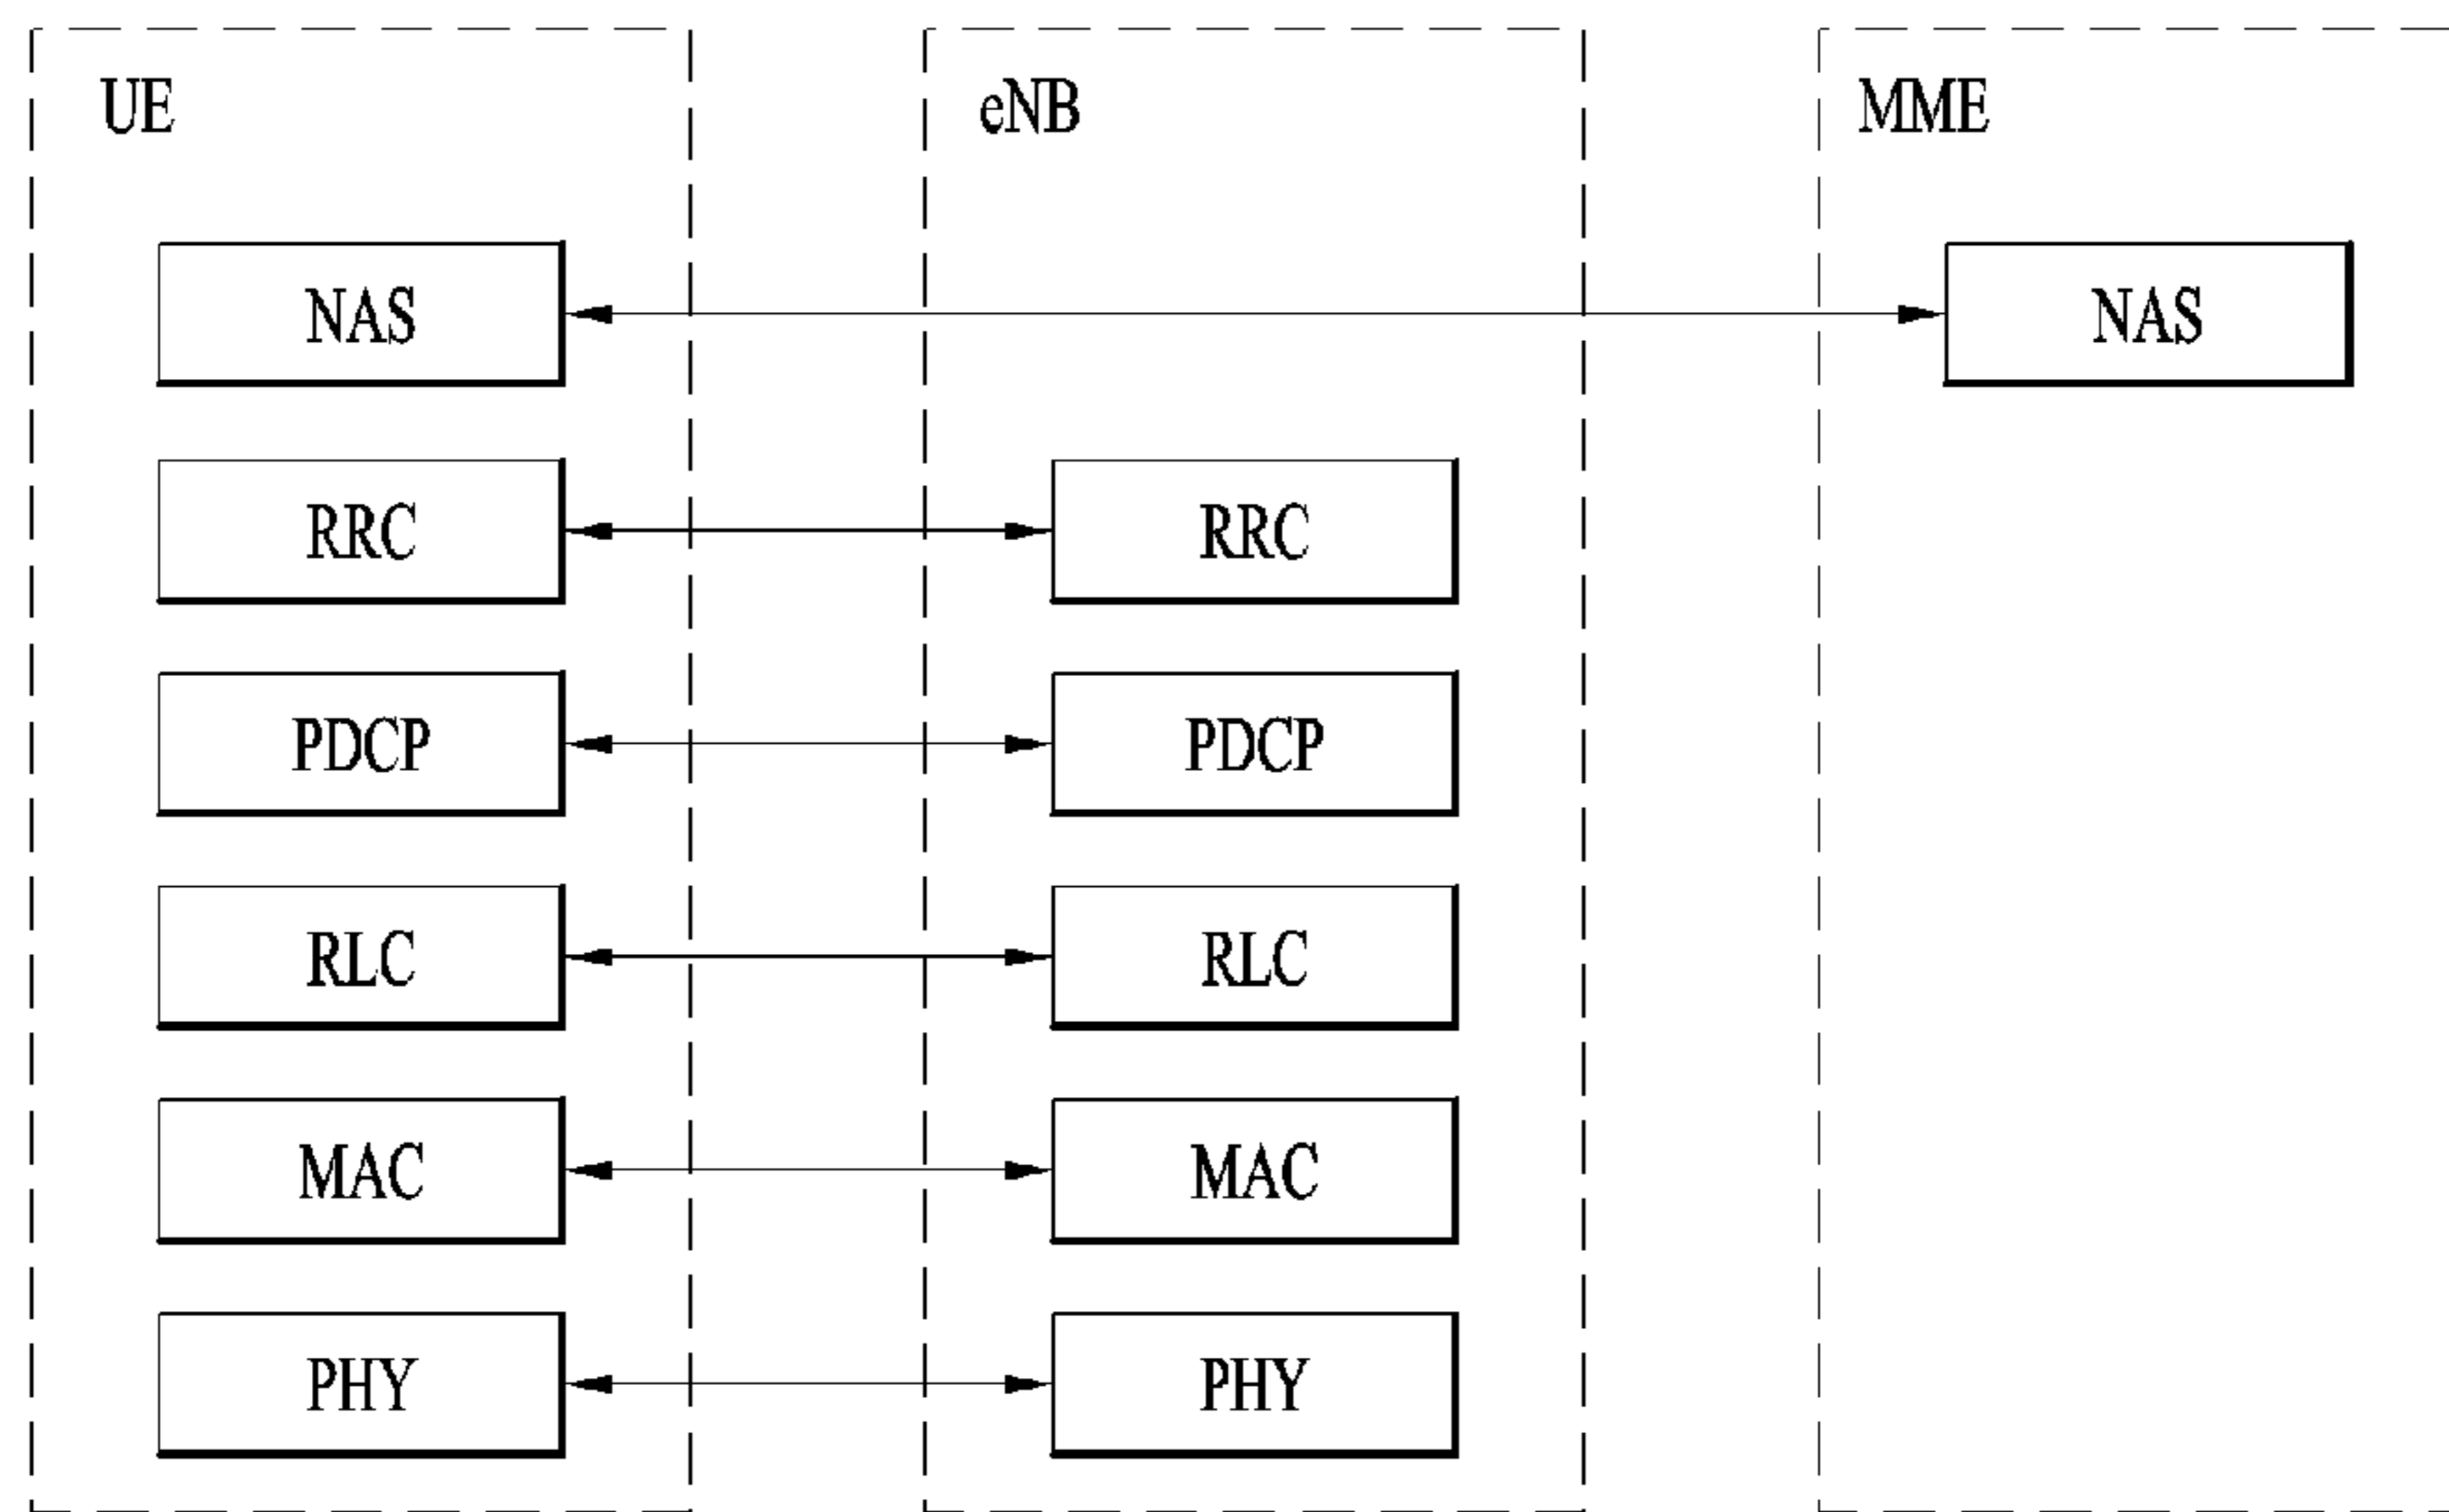 UE eNB MME
NAS NAS
RRC RRC
PDCP PDCP
RLC RLC
MAC MAC
PHY PHY